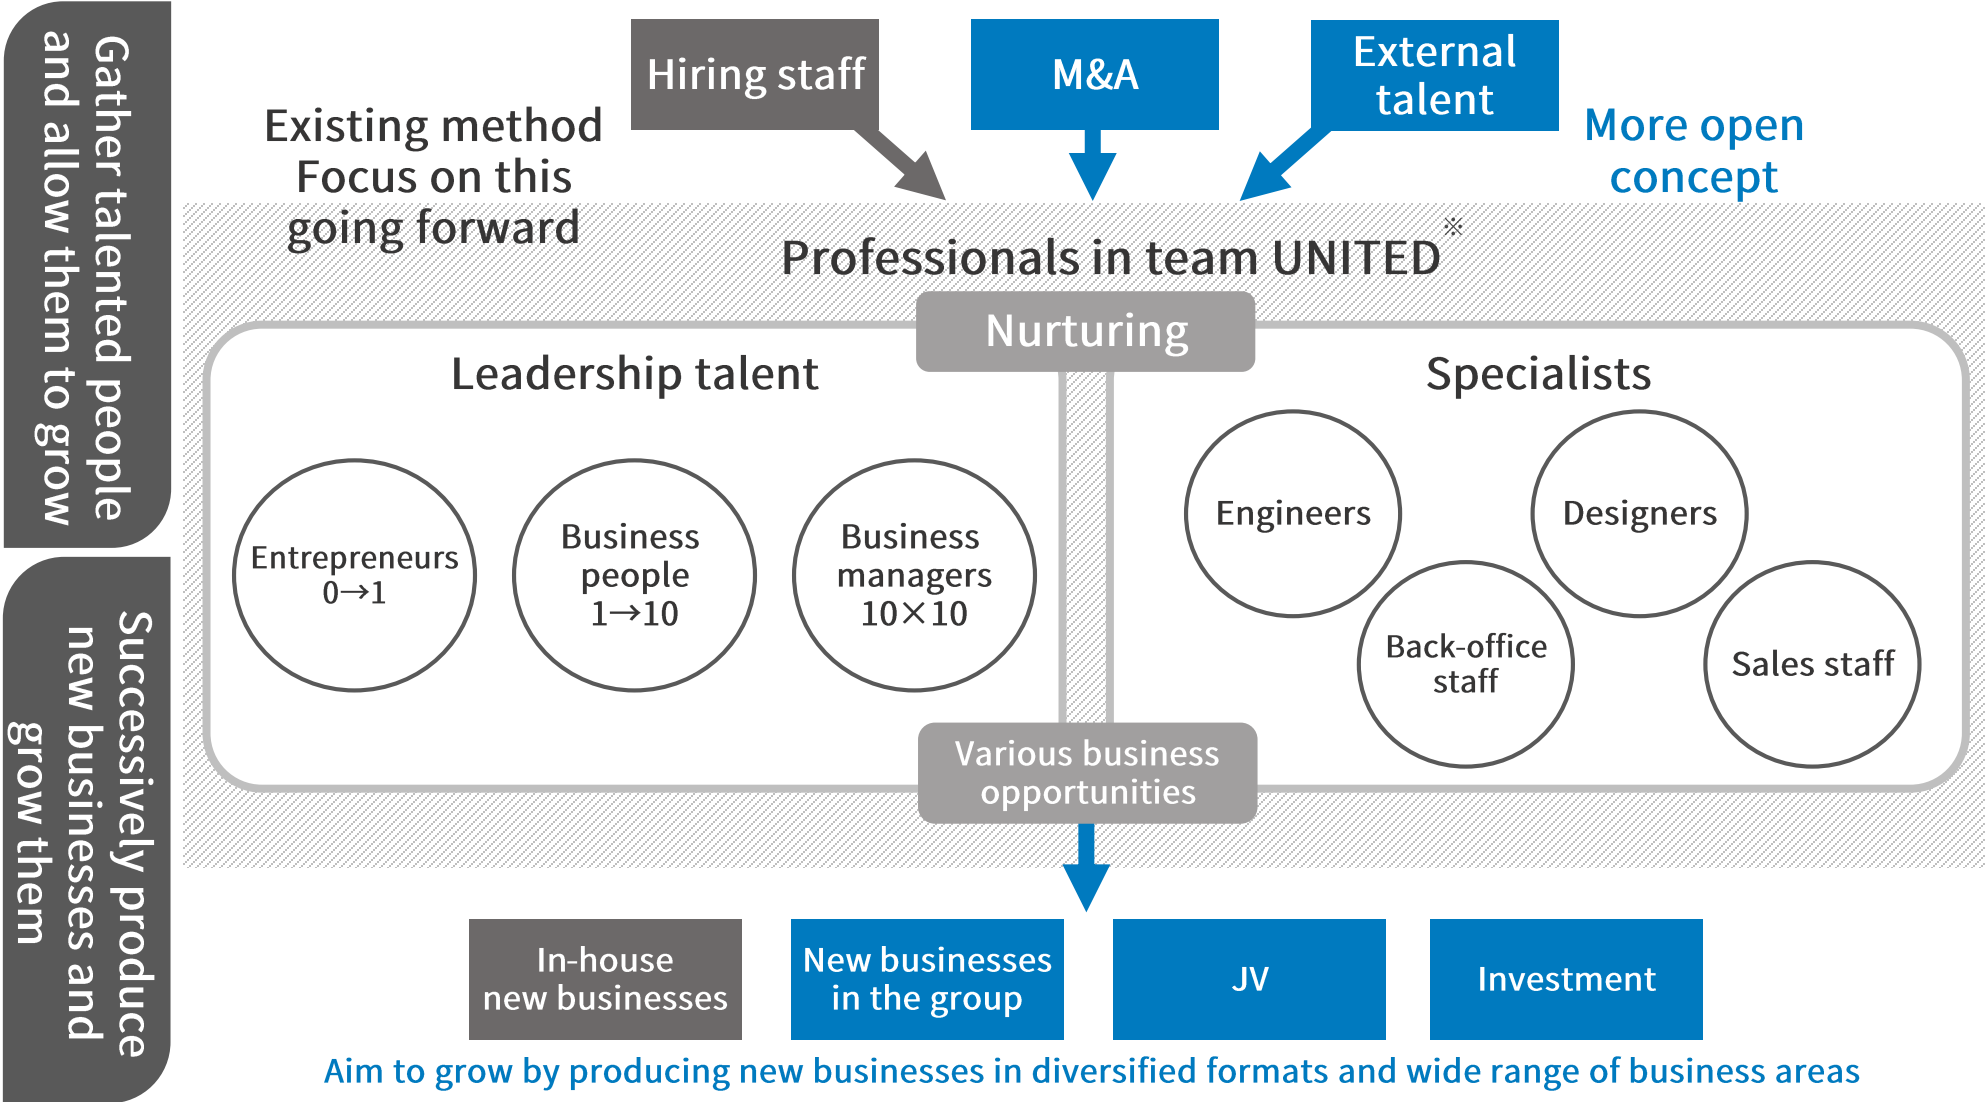 Gather talented people
and allow them to grow
Hiring staff
M&A
External
talent
Existing method
Focus on this
going forward
More open
concept
Professionals in team UNITED※
Nurturing
Leadership talent
Entrepreneurs
0→1
Business
people
1→10
Business
managers
10×10
Specialists
Engineers
Designers
Back-office
staff
Sales staff
Various business
opportunities
Successively produce
new businesses and
grow them
In-house
new businesses
New businesses
in the group
JV
Investment
Aim to grow by producing new businesses in diversified formats and wide range of business areas